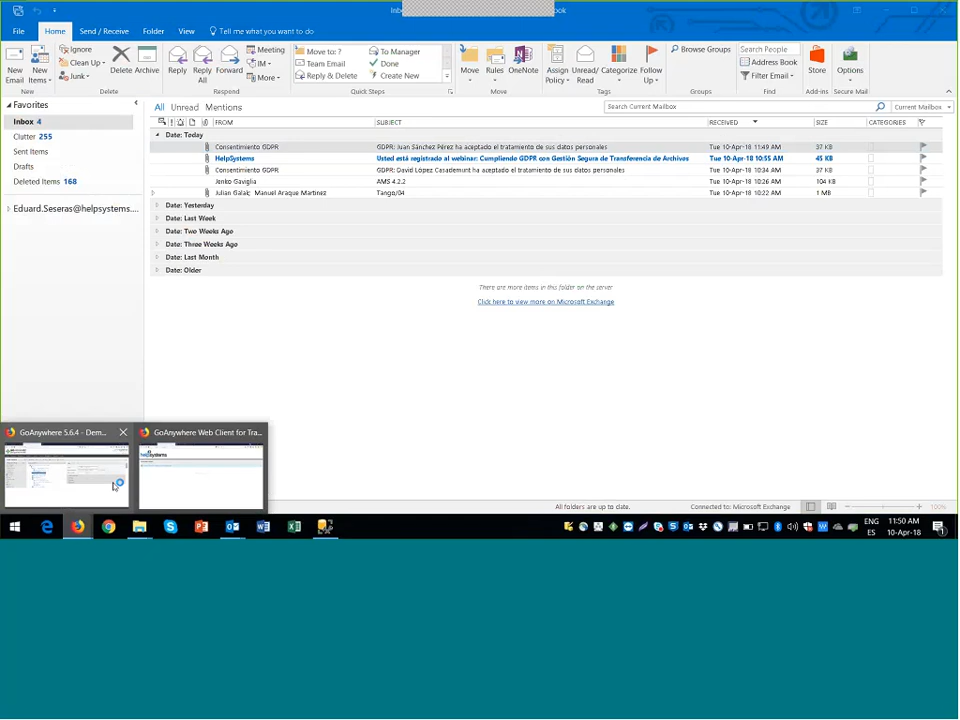 Inb
ook
File Home Send / Receive Folder View Tell me what you want to do
New Email
New Items
Ignore
Clean Up
Junk
Delete Archive
Reply Reply All Forward
Meeting
IM
More
Move to: ?
Team Email
Reply & Delete
To Manager
Done
Create New
Move Rules OneNote
Assign Policy
Unread/ Read
Categorize
Follow Up
Browse Groups
Search People
Address Book
Filter Email
Store
Options
New Delete Respond Quick Steps Move Tags Groups Find Add-ins Secure Mail
Favorites
Inbox 4
Clutter 255
Sent Items
Drafts
Deleted Items 168
Eduard.Seseras@helpsystems....
All Unread Mentions
Search Current Mailbox
Current Mailbox
FROM SUBJECT RECEIVED SIZE CATEGORIES
Date: Today
Consentimiento GDPR GDPR: Juan Sánchez Pérez ha aceptado el tratamiento de sus datos personales Tue 10-Apr-18 11:49 AM 37 KB
HelpSystems Usted está registrado al webinar: Cumpliendo GDPR con Gestión Segura de Transferencia de Archivos Tue 10-Apr-18 10:55 AM 45 KB
Consentimiento GDPR GDPR: David López Casademunt ha aceptado el tratamiento de sus datos personales Tue 10-Apr-18 10:34 AM 37 KB
Jenko Gaviglia AMS 4.2.2 Tue 10-Apr-18 10:26 AM 104 KB
Julian Galak; Manuel Araque Martinez Tango/04 Tue 10-Apr-18 10:22 AM 1 MB
Date: Yesterday
Date: Last Week
Date: Two Weeks Ago
Date: Three Weeks Ago
Date: Last Month
Date: Older
There are more items in this folder on the server
Click here to view more on Microsoft Exchange
GoAnywhere 5.6.4 - Dem...
GoAnywhere Web Client for Tra...
helpsystems
All folders are up to date. Connected to: Microsoft Exchange 100%
ENG
ES
11:50 AM
10-Apr-18